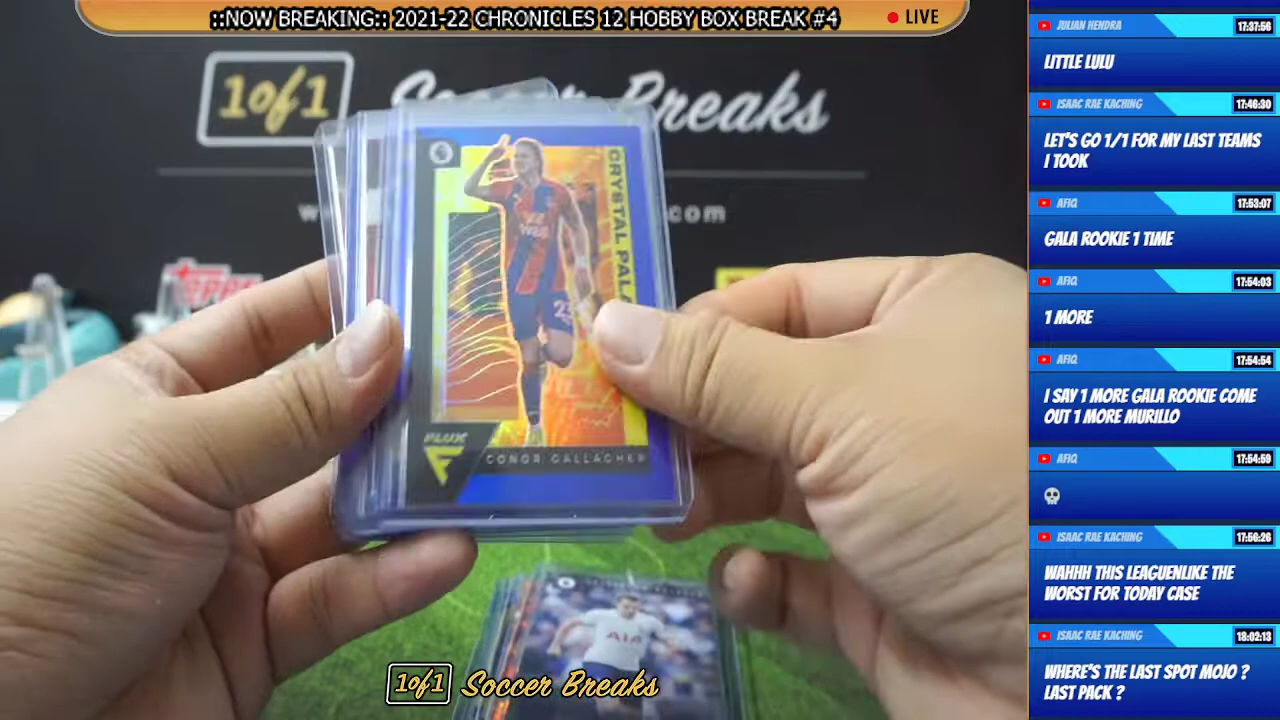 ::NOW BREAKING:: 2021-22 CHRONICLES 12 HOBBY BOX BREAK #4
LIVE
1of1 Soccer Breaks
.com
TOPPS
CRYSTAL PALA
23
FLUX
CONOR GALLAGHER
AIA
1of1 Soccer Breaks
JULIAN HENDRA 17:37:56
LITTLE LULU
ISAAC RAE KACHING 17:46:30
LET'S GO 1/1 FOR MY LAST TEAMS
I TOOK
AFIQ 17:53:07
GALA ROOKIE 1 TIME
AFIQ 17:54:03
1 MORE
AFIQ 17:54:54
I SAY 1 MORE GALA ROOKIE COME
OUT 1 MORE MURILLO
AFIQ 17:54:59
ISAAC RAE KACHING 17:56:26
WAHHH THIS LEAGUENLIKE THE
WORST FOR TODAY CASE
ISAAC RAE KACHING 18:02:13
WHERE'S THE LAST SPOT MOJO ?
LAST PACK ?